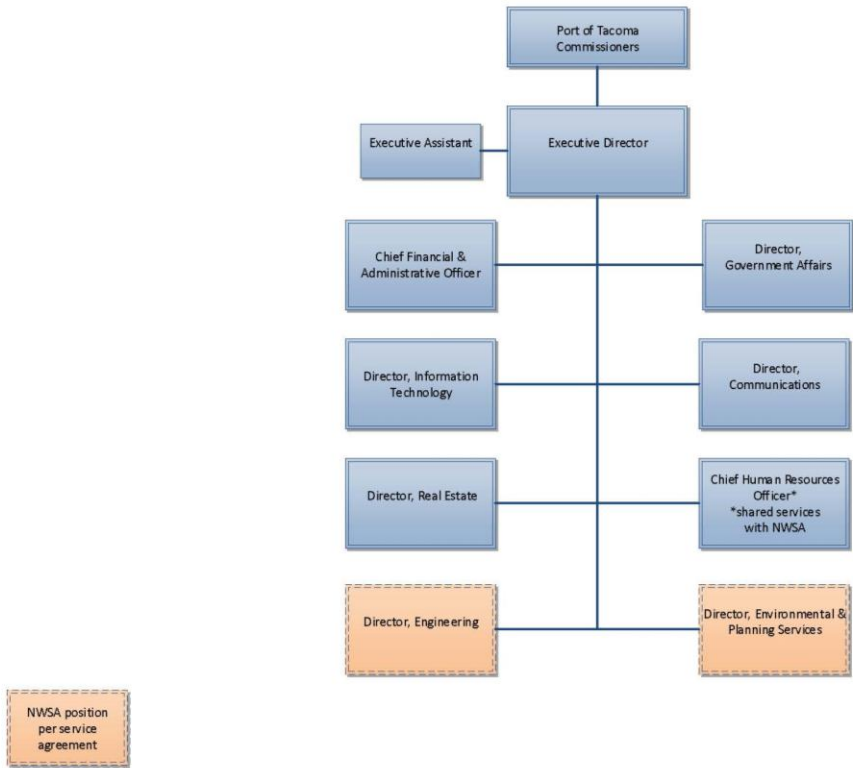 Port of Tacoma
Commissioners
Executive Assistant
Executive Director
Chief Financial &
Administrative Officer
Director,
Government Affairs
Director, Information
Technology
Director,
Communications
Director, Real Estate
Chief Human Resources
Officer*
*shared services
with NWSA
Director, Engineering
Director, Environmental &
Planning Services
NWSA position
per service
agreement